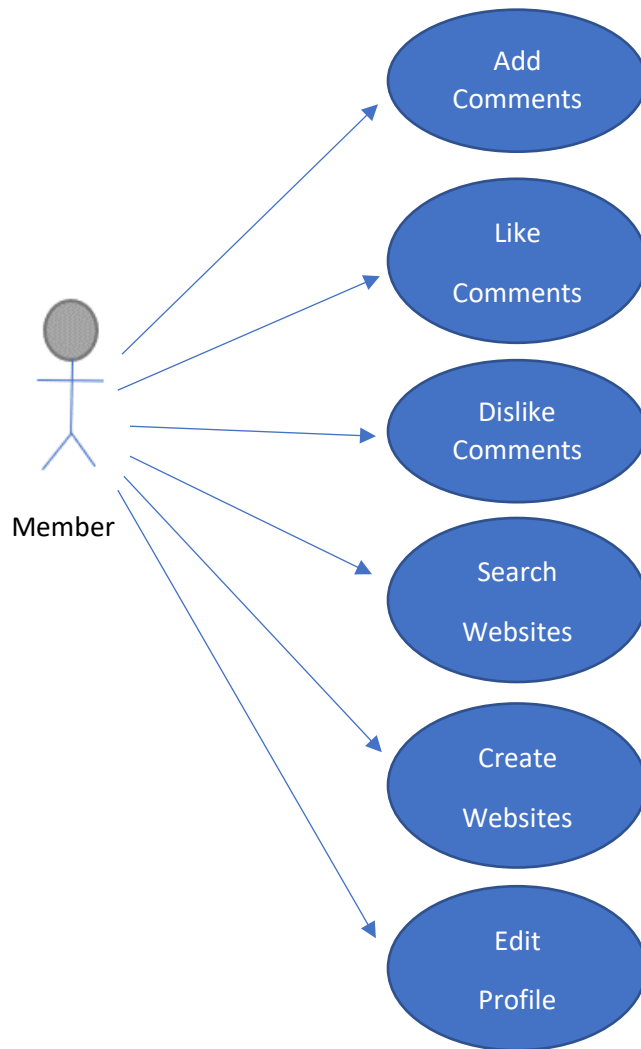 Add
Comments
Like
Comments
Dislike
Comments
Member
Search
Websites
Create
Websites
Edit
Profile